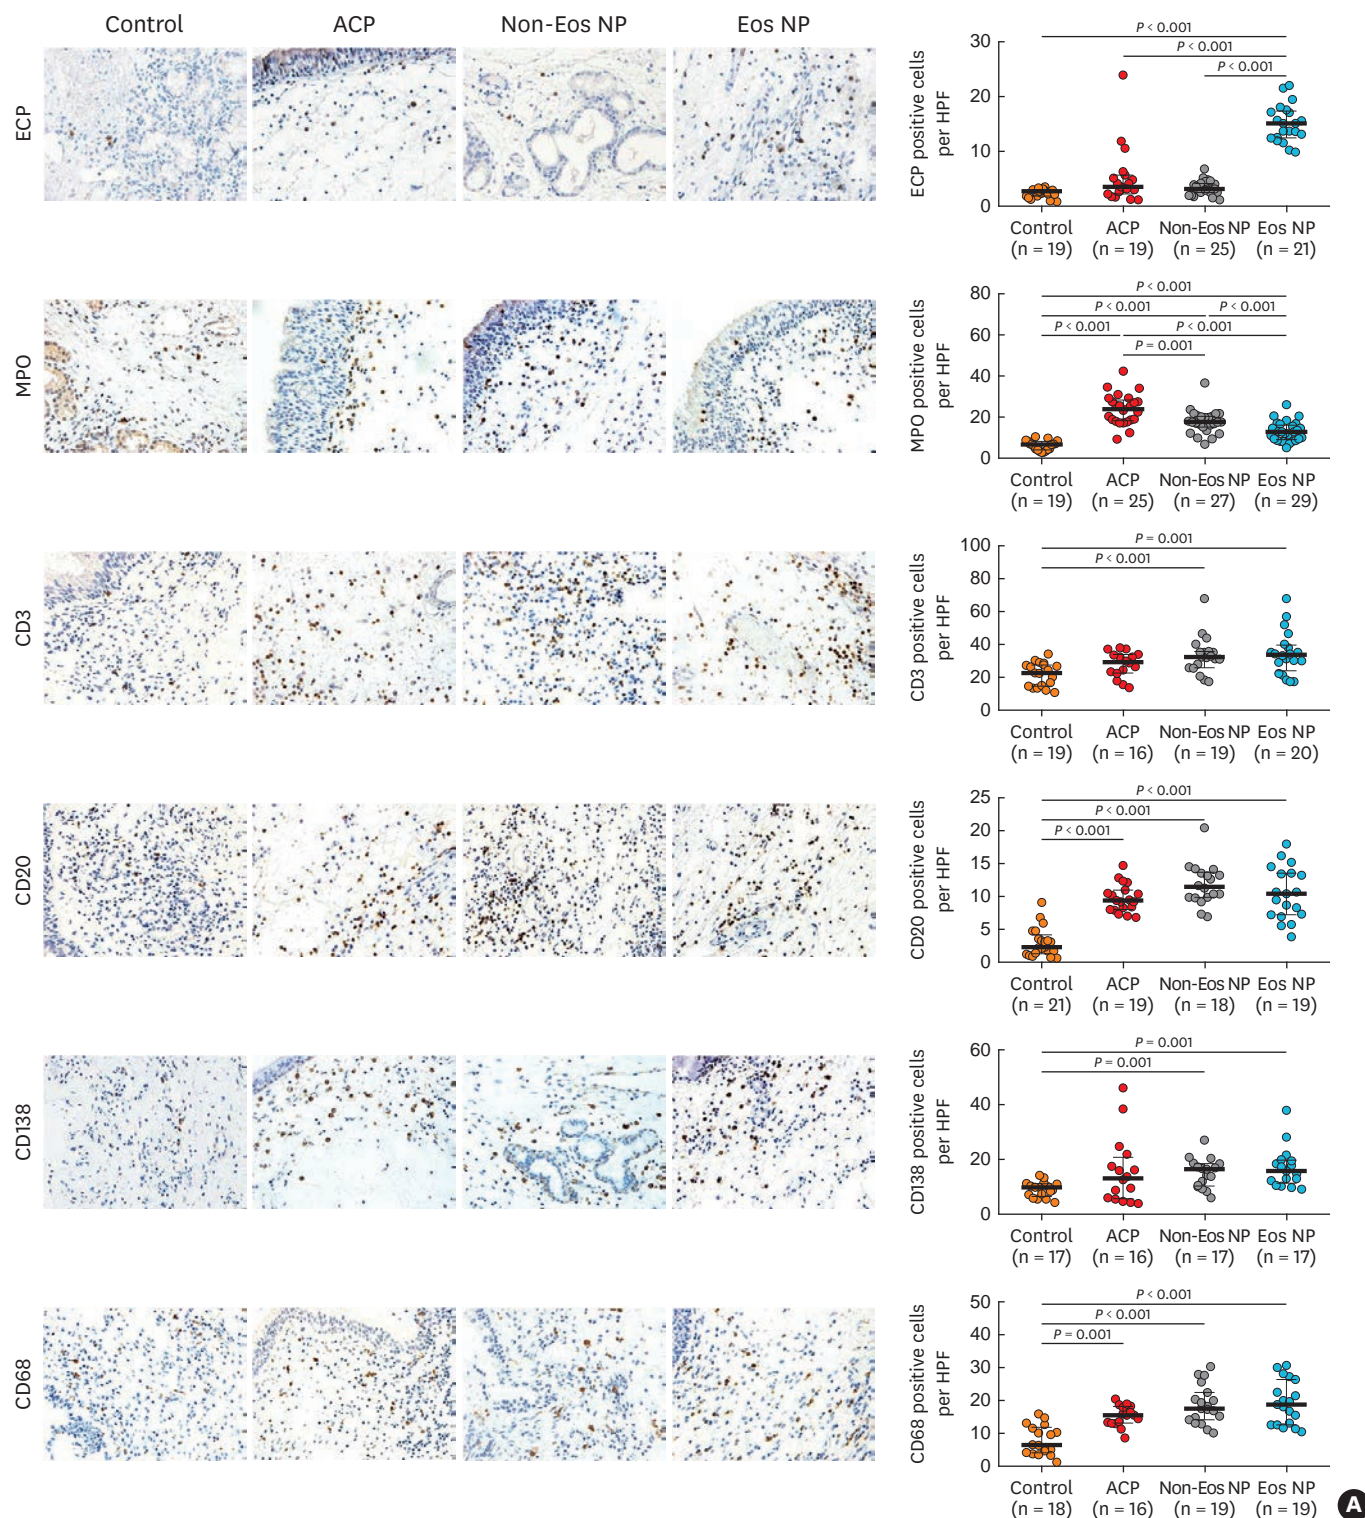 Control ACP Non-Eos NP Eos NP
ECP
ECP positive cells
per HPF
P < 0.001
P < 0.001
P < 0.001
30
20
10
0
Control ACP Non-Eos NP Eos NP
(n = 19) (n = 19) (n = 25) (n = 21)
MPO
MPO positive cells
per HPF
P < 0.001
P < 0.001 P < 0.001
P < 0.001 P < 0.001
P = 0.001
80
60
40
20
0
Control ACP Non-Eos NP Eos NP
(n = 19) (n = 25) (n = 27) (n = 29)
CD3
CD3 positive cells
per HPF
P = 0.001
P < 0.001
100
80
60
40
20
0
Control ACP Non-Eos NP Eos NP
(n = 19) (n = 16) (n = 19) (n = 20)
CD20
CD20 positive cells
per HPF
P < 0.001
P < 0.001
P < 0.001
25
20
15
10
5
0
Control ACP Non-Eos NP Eos NP
(n = 21) (n = 19) (n = 18) (n = 19)
CD138
CD138 positive cells
per HPF
P = 0.001
P = 0.001
60
40
20
0
Control ACP Non-Eos NP Eos NP
(n = 17) (n = 16) (n = 17) (n = 17)
CD68
CD68 positive cells
per HPF
P < 0.001
P < 0.001
P = 0.001
50
40
30
20
10
0
Control ACP Non-Eos NP Eos NP
(n = 18) (n = 16) (n = 19) (n = 19)
A